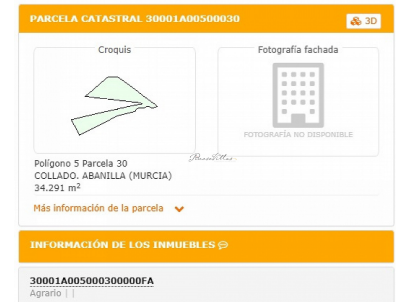 PARCELA CATASTRAL 30001A00500030
3D
Croquis
Fotografía fachada
FOTOGRAFÍA NO DISPONIBLE
Polígono 5 Parcela 30
COLLADO. ABANILLA (MURCIA)
34.291 m²
Más información de la parcela
INFORMACIÓN DE LOS INMUEBLES
30001A005000300000FA
Agrario | |